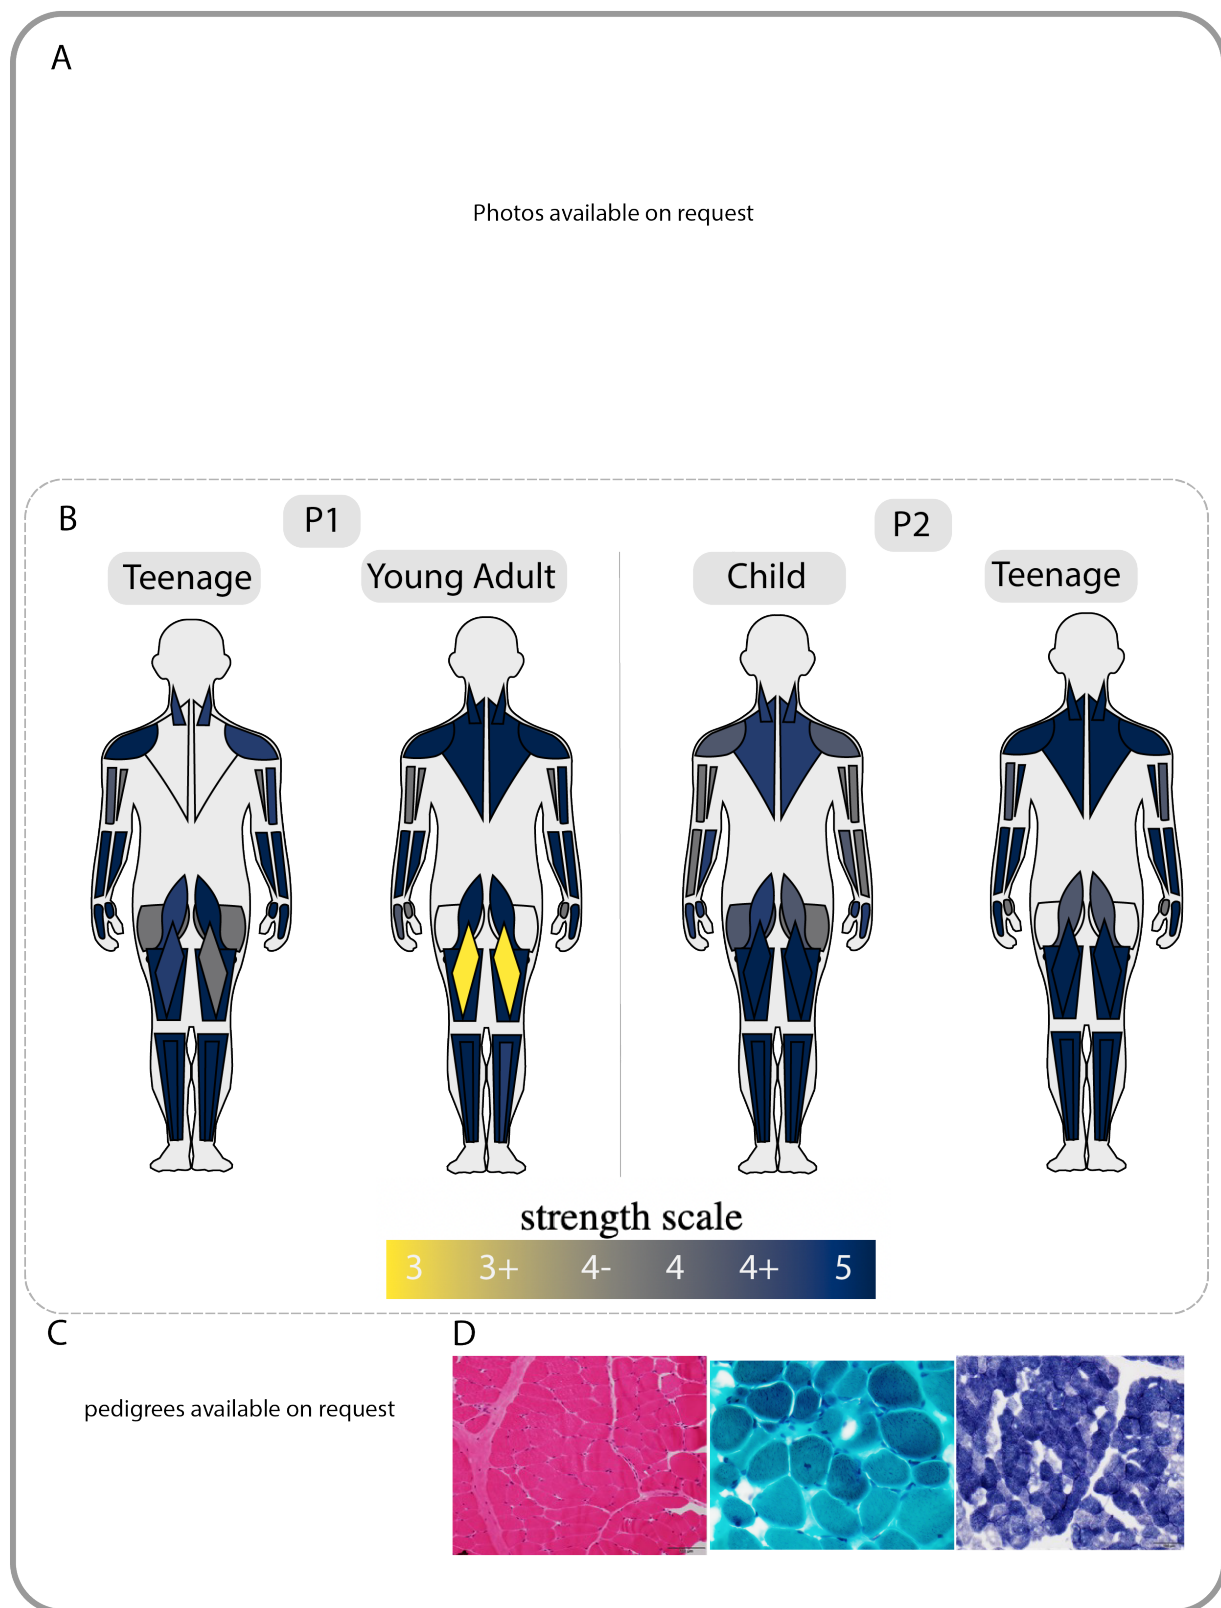 A
Photos available on request
B
P1
P2
Teenage
Young Adult
Child
Teenage
strength scale
3 3+ 4- 4 4+ 5
C
D
pedigrees available on request